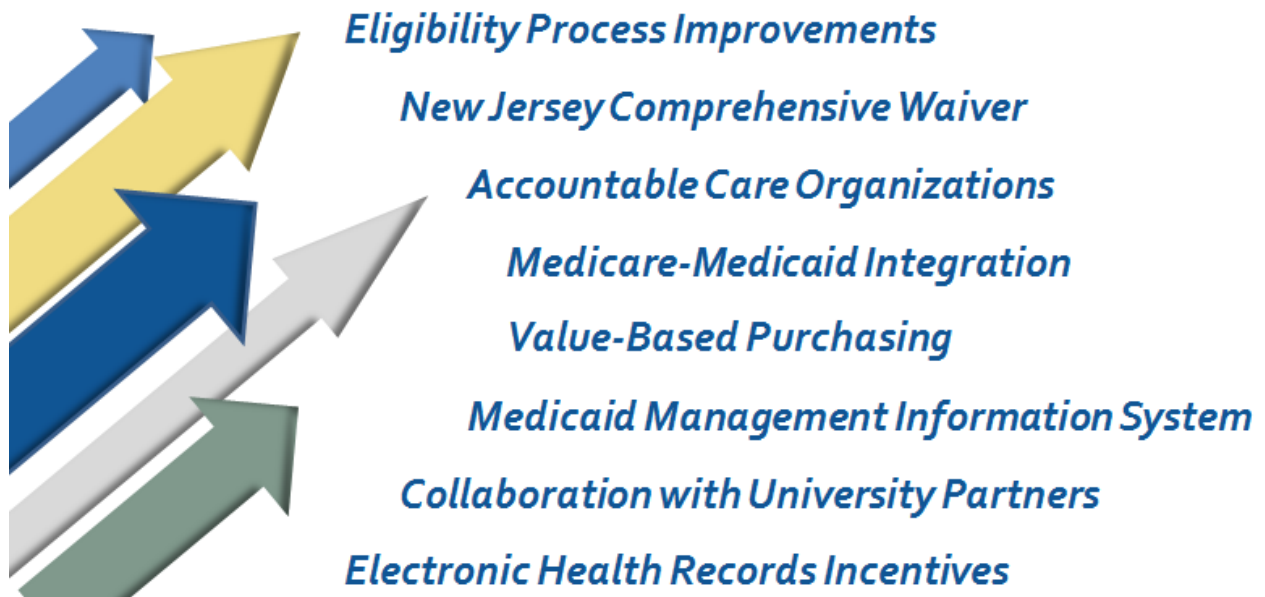 Eligibility Process Improvements
New Jersey Comprehensive Waiver
Accountable Care Organizations
Medicare-Medicaid Integration
Value-Based Purchasing
Medicaid Management Information System
Collaboration with University Partners
Electronic Health Records Incentives